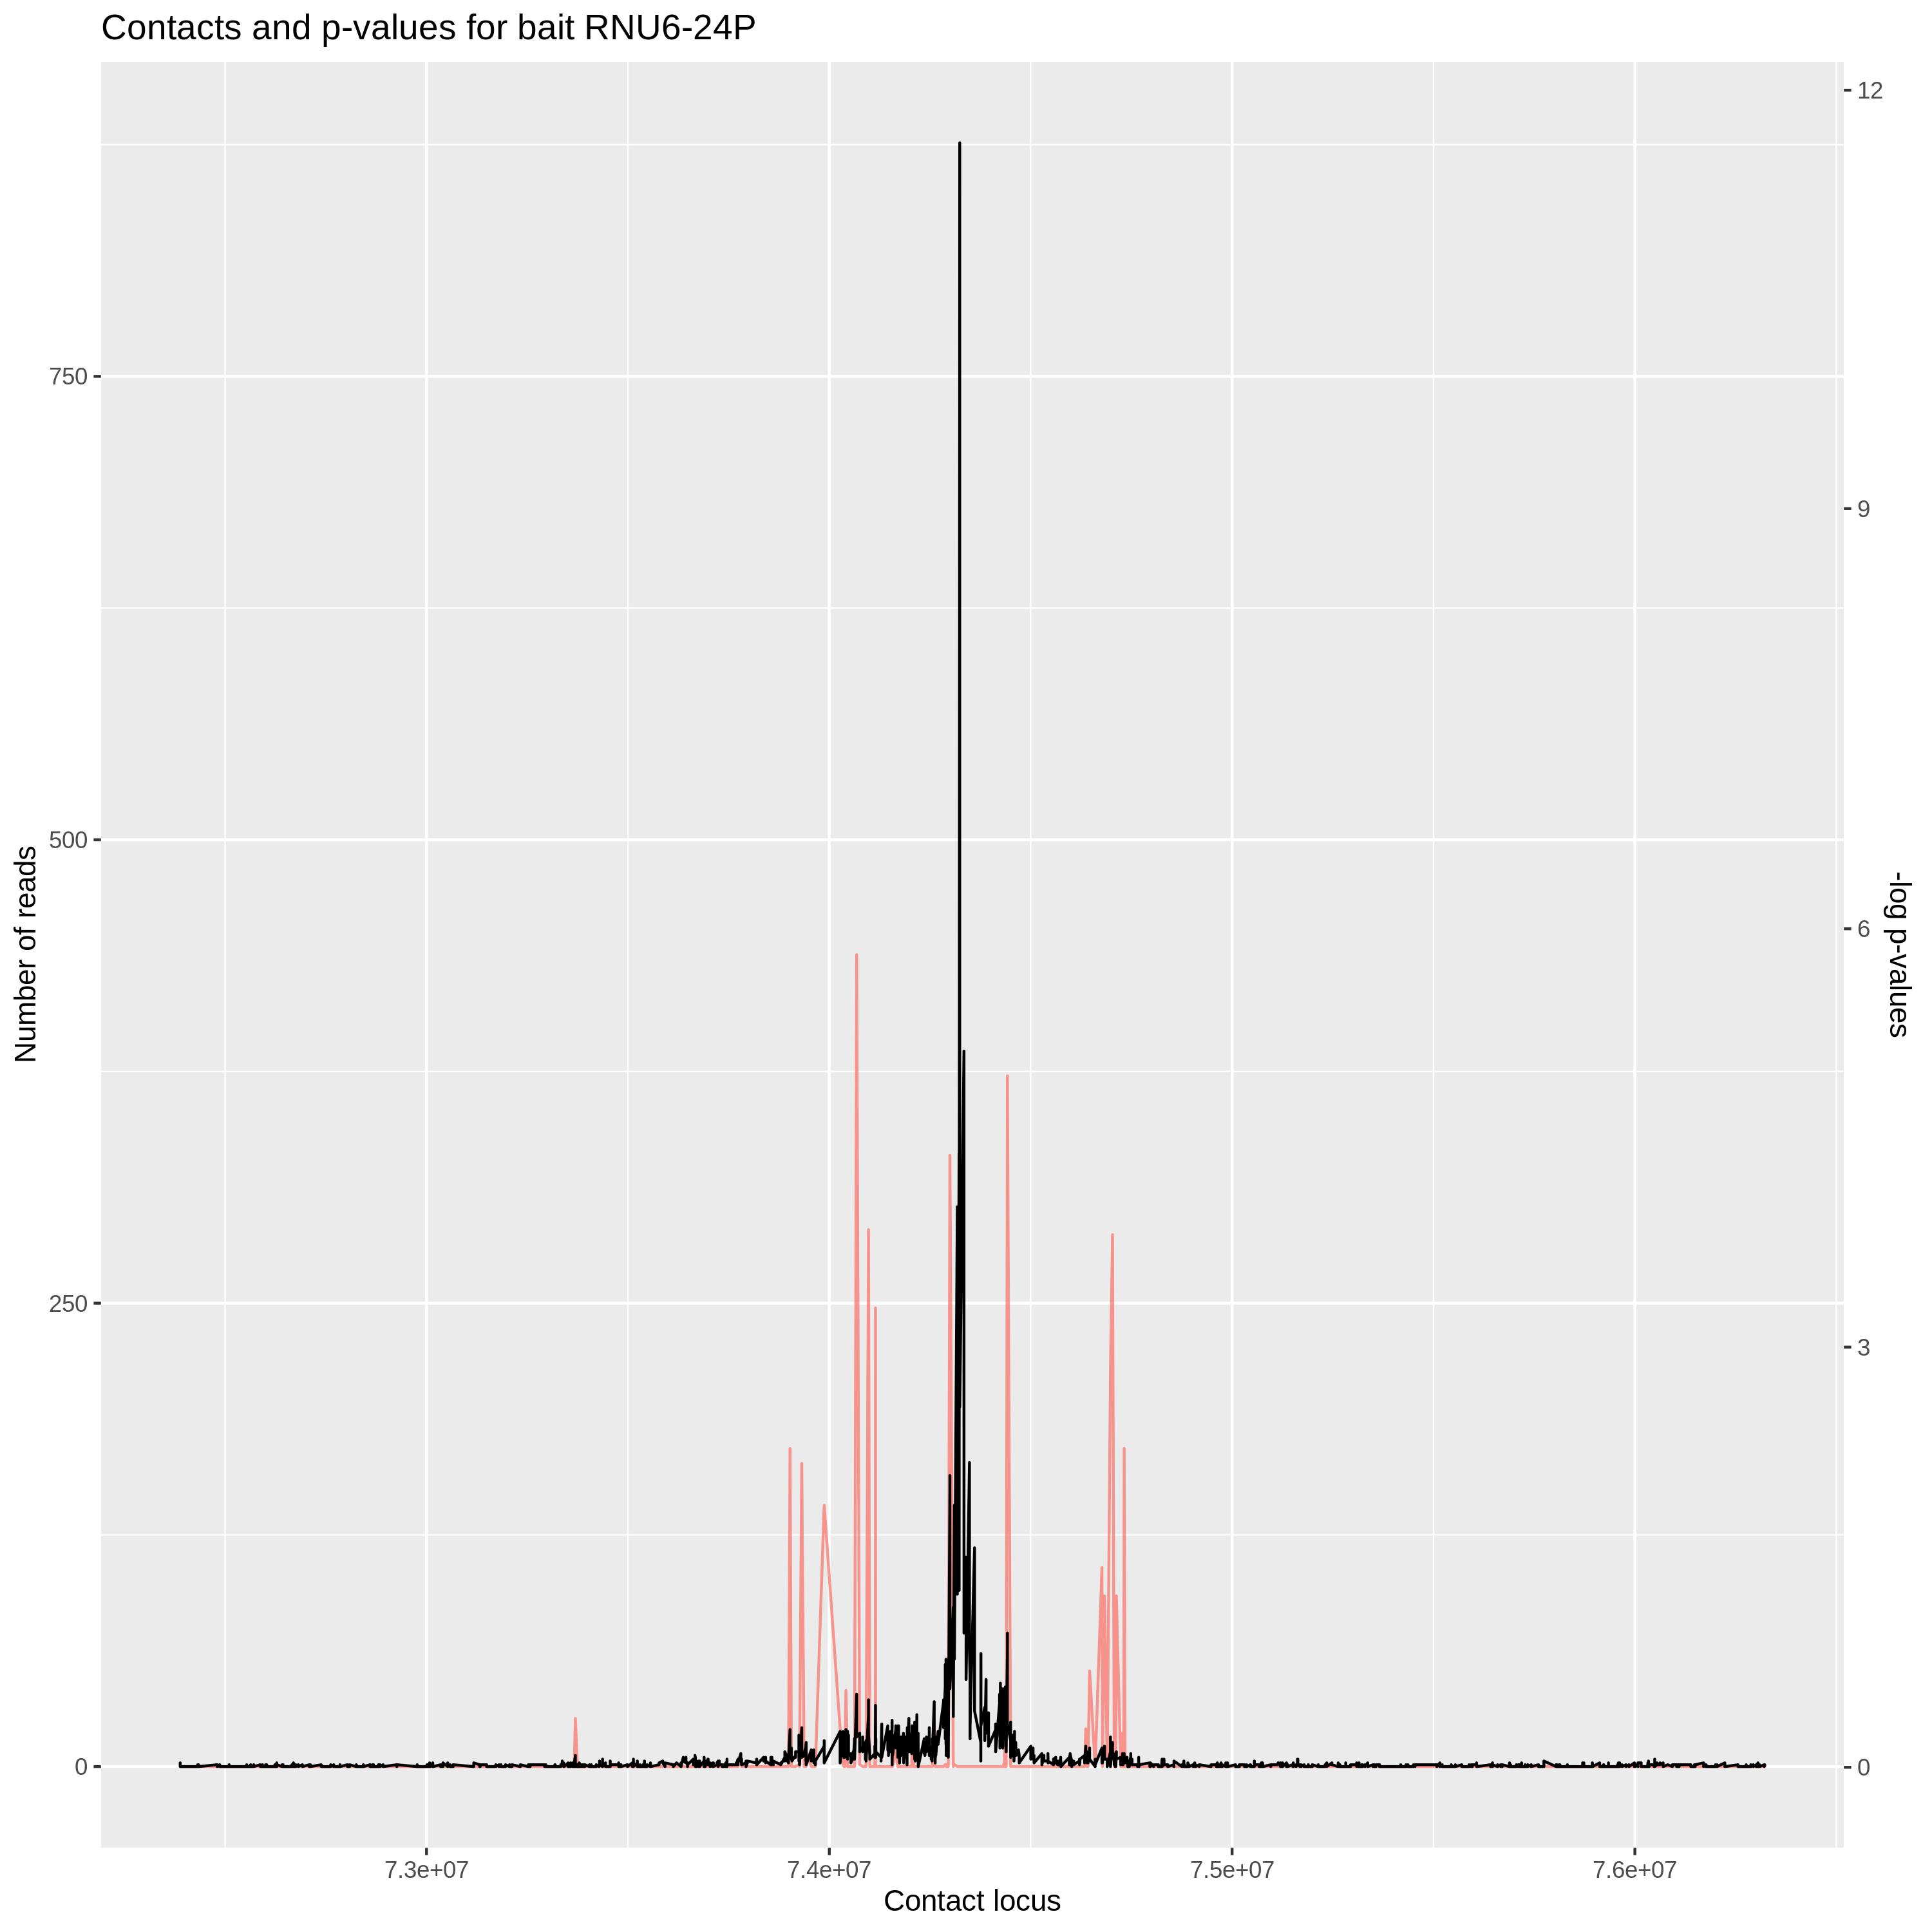 Contacts and p-values for bait RNU6-24P
12
9
6
3
0
750
500
250
0
Number of reads
-log p-values
7.3e+07
7.4e+07
7.5e+07
7.6e+07
Contact locus